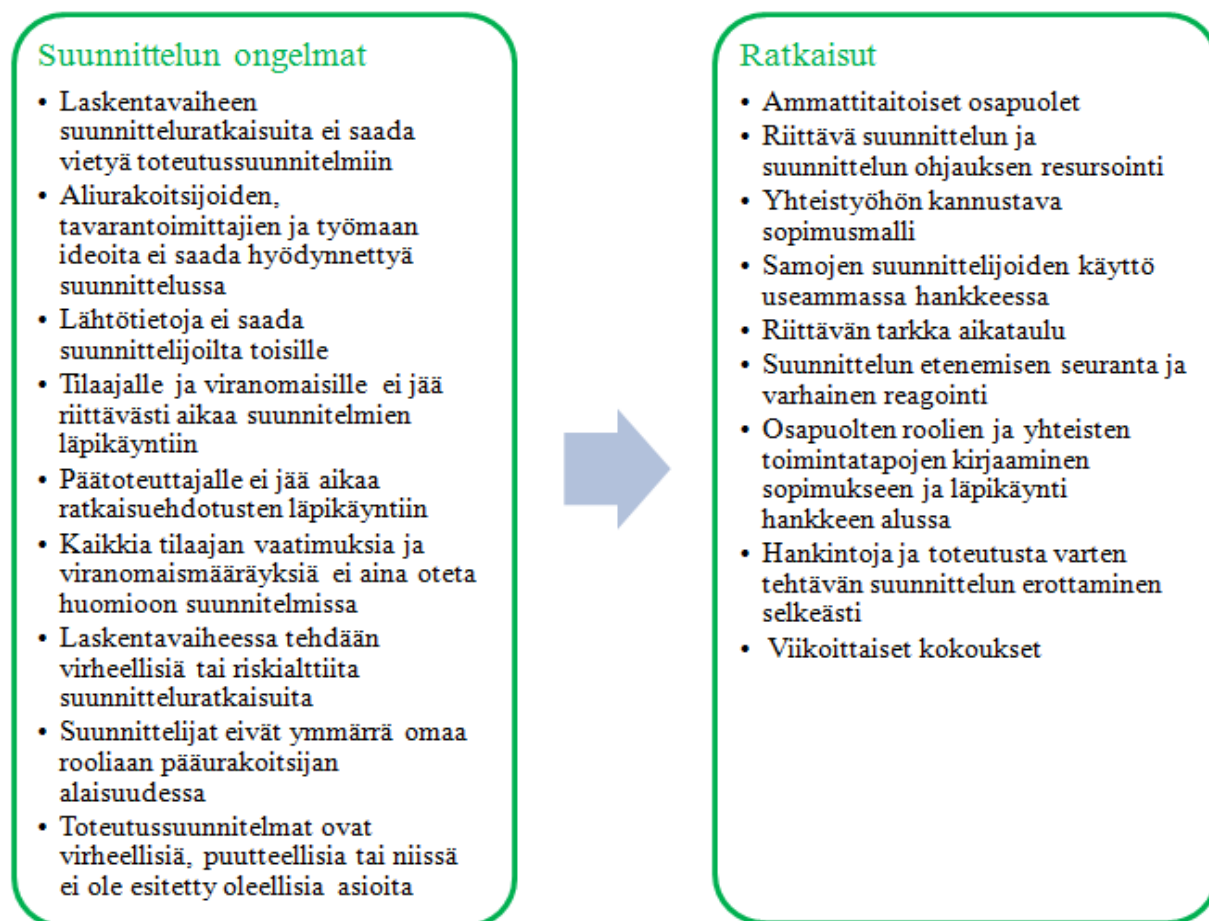 Suunnittelun ongelmat
• Laskentavaiheen
suunnitteluratkaisuita ei saada
vietyä toteutussuunnitelmiin
• Aliurakoitsijoiden,
tavarantoimittajien ja työmaan
ideoita ei saada hyödynnettyä
suunnittelussa
• Lähtötietoja ei saada
suunnittelijoilta toisille
• Tilaajalle ja viranomaisille ei jää
riittävästi aikaa suunnitelmien
läpikäyntiin
• Päätoteuttajalle ei jää aikaa
ratkaisuehdotusten läpikäyntiin
• Kaikkia tilaajan vaatimuksia ja
viranomaismääräyksiä ei aina oteta
huomioon suunnitelmissa
• Laskentavaiheessa tehdään
virheellisiä tai riskialttiita
suunnitteluratkaisuita
• Suunnittelijat eivät ymmärrä omaa
rooliaan pääurakoitsijan
alaisuudessa
• Toteutussuunnitelmat ovat
virheellisiä, puutteellisia tai niissä
ei ole esitetty oleellisia asioita
Ratkaisut
• Ammattitaitoiset osapuolet
• Riittävä suunnittelun ja
suunnittelun ohjauksen resursointi
• Yhteistyöhön kannustava
sopimusmalli
• Samojen suunnittelijoiden käyttö
useammassa hankkeessa
• Riittävän tarkka aikataulu
• Suunnittelun etenemisen seuranta ja
varhainen reagointi
• Osapuolten roolien ja yhteisten
toimintatapojen kirjaaminen
sopimukseen ja läpikäynti
hankkeen alussa
• Hankintoja ja toteutusta varten
tehtävän suunnittelun erottaminen
selkeästi
• Viikoittaiset kokoukset